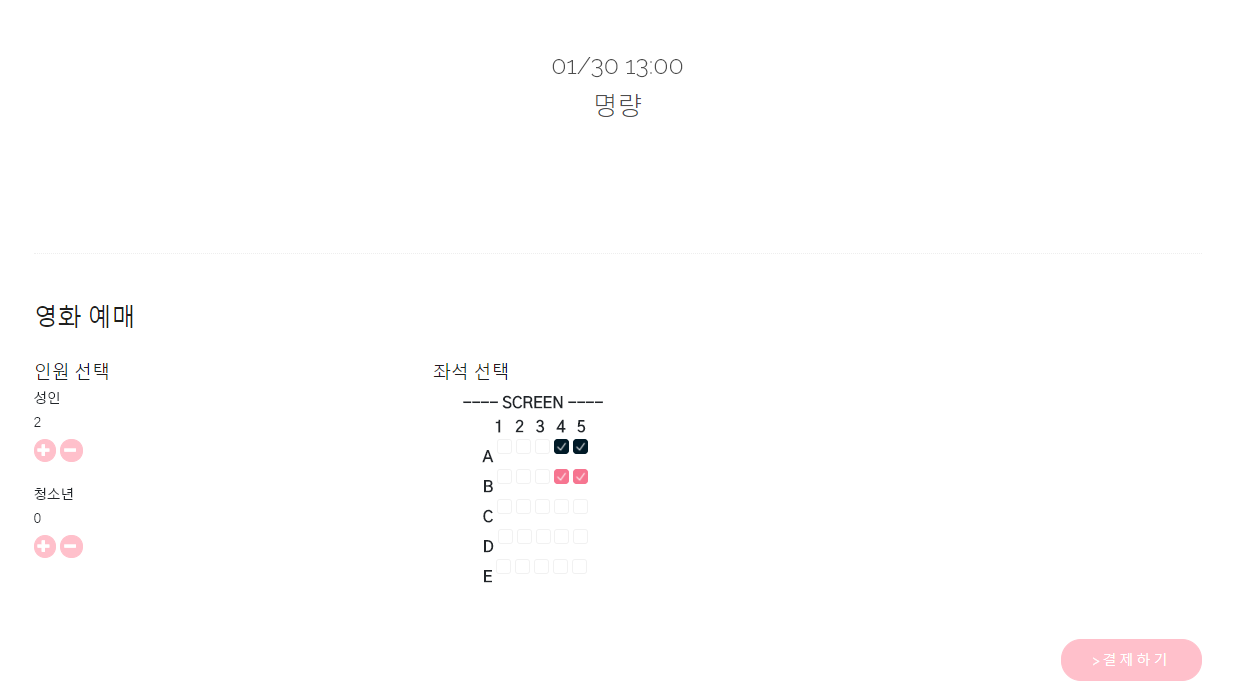 01/30 13:00
명량
영화 예매
인원 선택
성인
2
청소년
0
좌석 선택
---- SCREEN ----
1 2 3 4 5
A
B
C
D
E
> 결 제 하 기